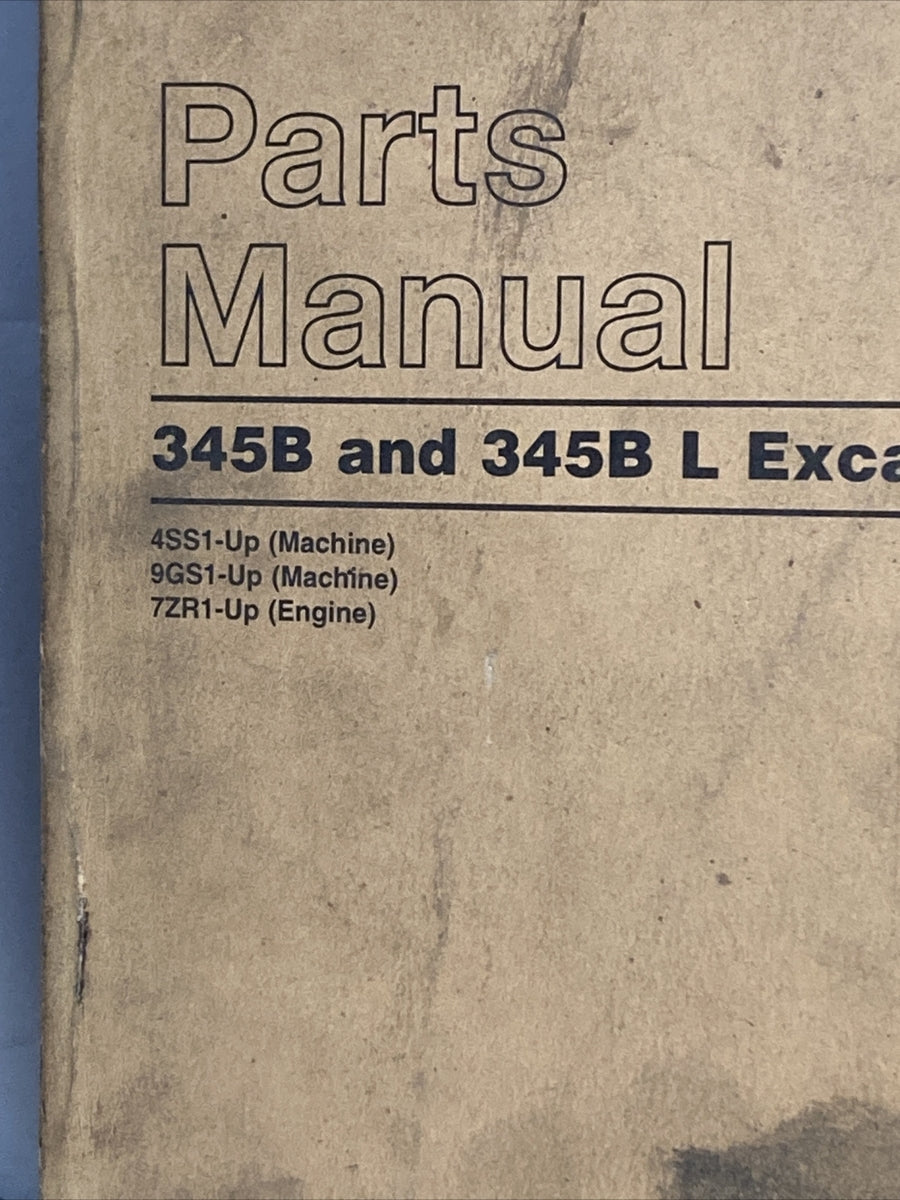 Parts
Manual
345B and 345B L Exca
4SS1-Up (Machine)
9GS1-Up (Machine)
7ZR1-Up (Engine)